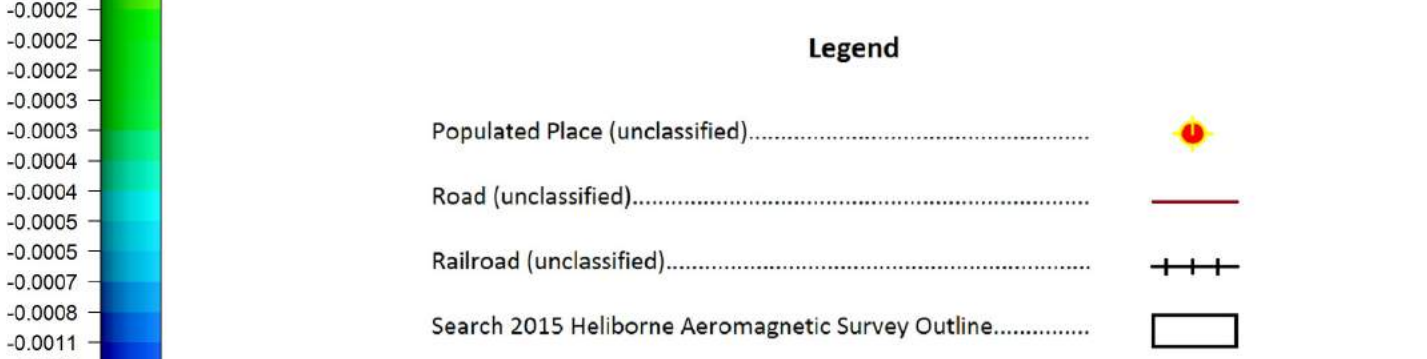 -0.0002
-0.0002
-0.0002
-0.0003
-0.0003
-0.0004
-0.0004
-0.0005
-0.0005
-0.0007
-0.0008
-0.0011
Legend
Populated Place (unclassified)....................................................
Road (unclassified)......................................................................
Railroad (unclassified).................................................................
Search 2015 Heliborne Aeromagnetic Survey Outline...............